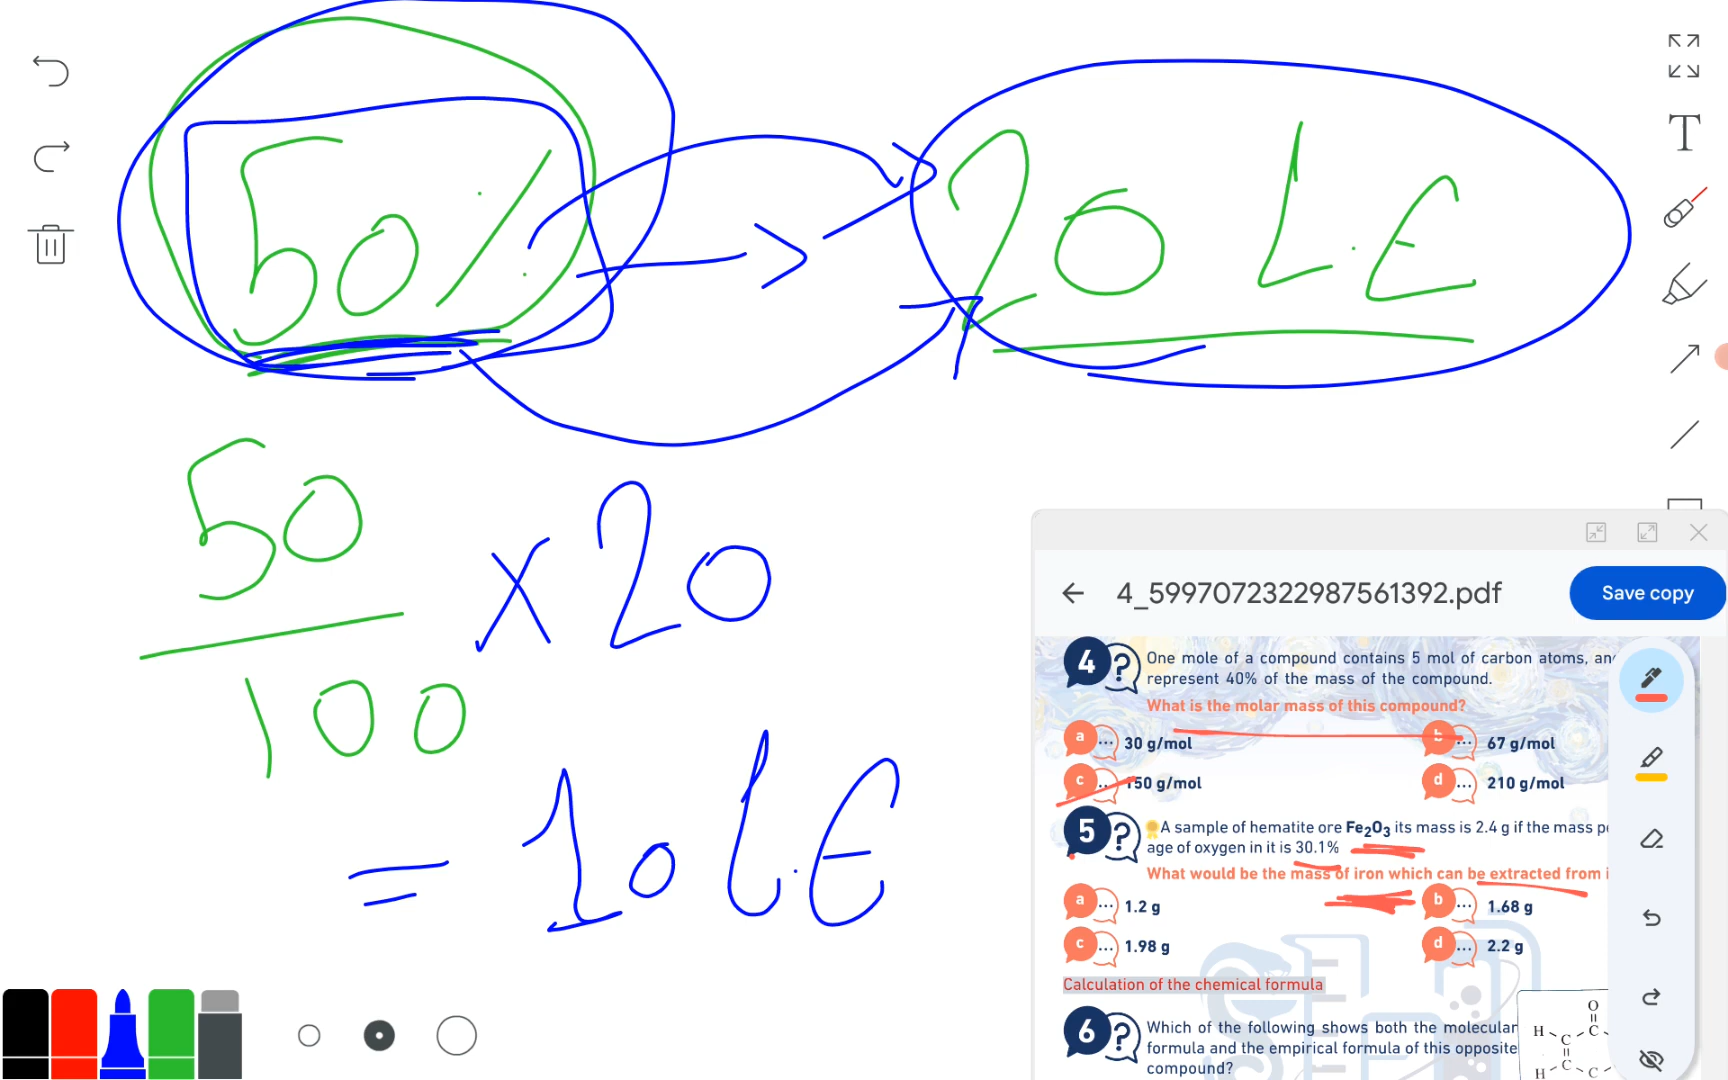 50%
20 L.E
50
100
x 20
= 10 L.E
T
4_5997072322987561392.pdf
Save copy
4 ? One mole of a compound contains 5 mol of carbon atoms, an
represent 40% of the mass of the compound.
What is the molar mass of this compound?
a ... 30 g/mol
b ... 67 g/mol
c ... 150 g/mol
d ... 210 g/mol
5 ? A sample of hematite ore Fe₂O₃ its mass is 2.4 g if the mass p
age of oxygen in it is 30.1%
What would be the mass of iron which can be extracted from i
a ... 1.2 g
b ... 1.68 g
c ... 1.98 g
d ... 2.2 g
Calculation of the chemical formula
6 ? Which of the following shows both the molecular
formula and the empirical formula of this opposite
compound?
O
H C
C
C
H C